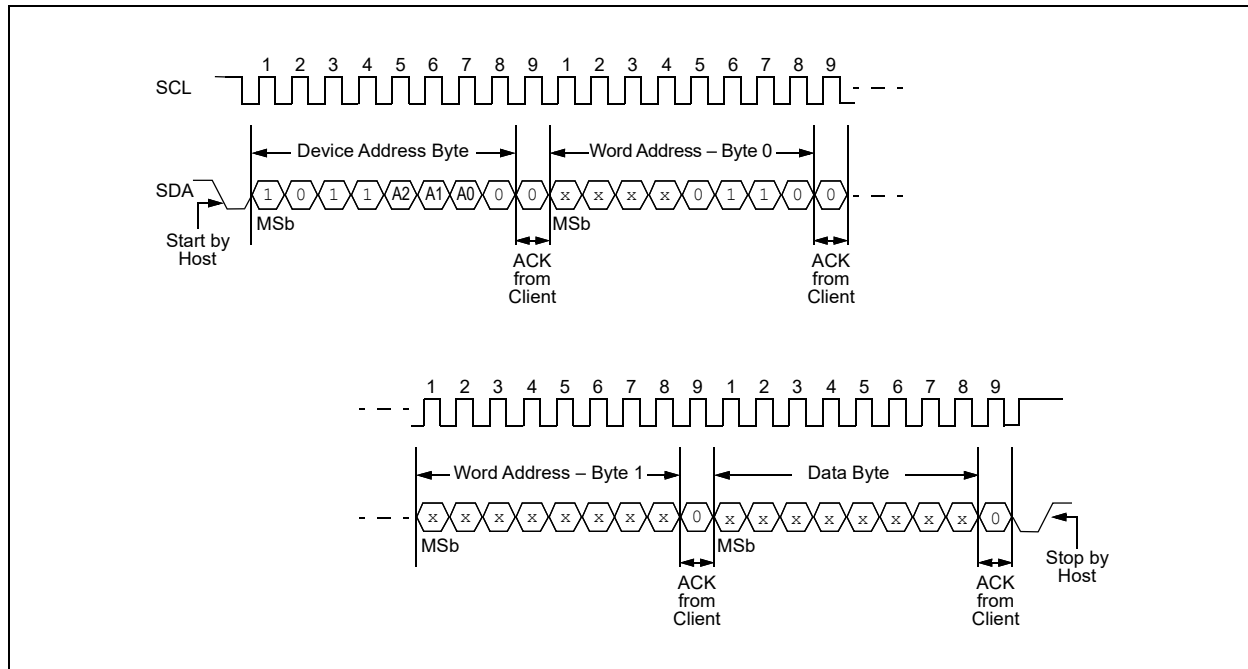 1 2 3 4 5 6 7 8 9 1 2 3 4 5 6 7 8 9
SCL
Device Address Byte
Word Address – Byte 0
SDA
1 0 1 1 A2 A1 A0 0 0 x x x x 0 1 1 0 0
MSb
MSb
Start by
Host
ACK
from
Client
ACK
from
Client
1 2 3 4 5 6 7 8 9 1 2 3 4 5 6 7 8 9
Word Address – Byte 1
Data Byte
x x x x x x x x 0 x x x x x x x x 0
MSb
MSb
Stop by
Host
ACK
from
Client
ACK
from
Client